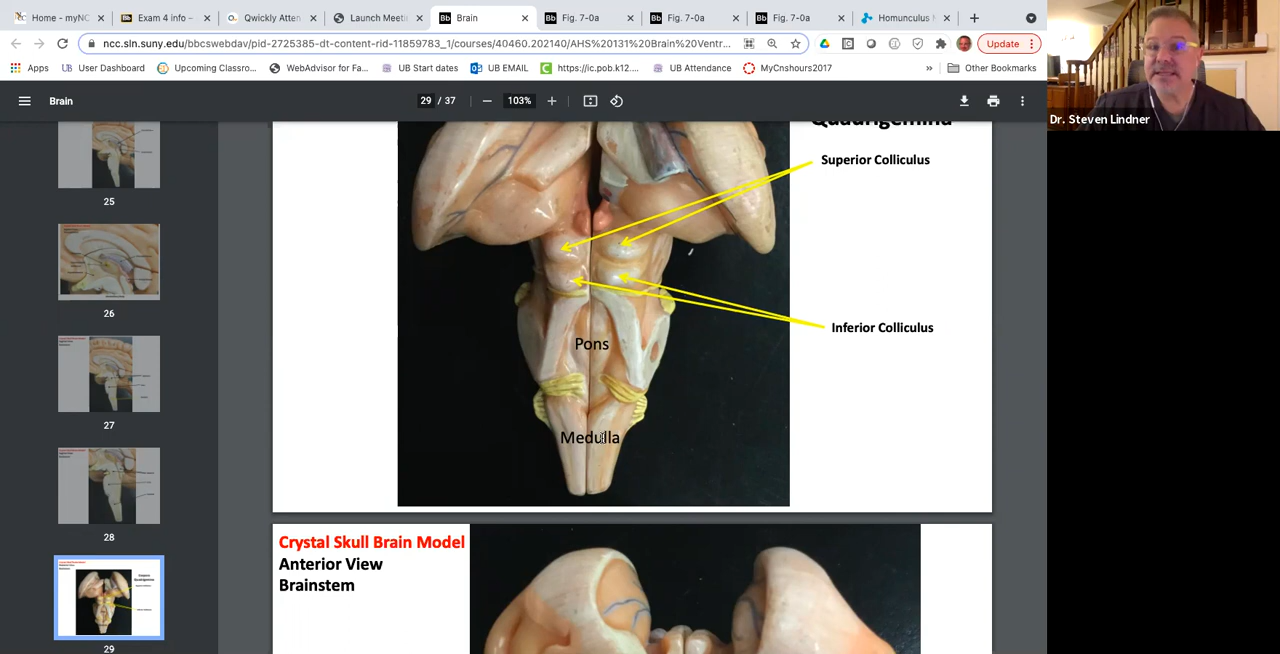 Home - myNC
Exam 4 info –
Qwickly Atten
Launch Meeti
Brain
Fig. 7-0a
Fig. 7-0a
Fig. 7-0a
Homunculus
ncc.sln.suny.edu/bbcswebdav/pid-2725385-dt-content-rid-11859783_1/courses/40460.202140/AHS%20131%20Brain%20Ventr...
Update
Apps
User Dashboard
Upcoming Classro...
WebAdvisor for Fa...
UB Start dates
UB EMAIL
https://ic.pob.k12....
UB Attendance
MyCnshours2017
»
Other Bookmarks
Brain
29 / 37
103%
Dr. Steven Lindner
25
26
27
28
29
Quadrigemina
Superior Colliculus
Inferior Colliculus
Pons
Medulla
Crystal Skull Brain Model
Anterior View
Brainstem